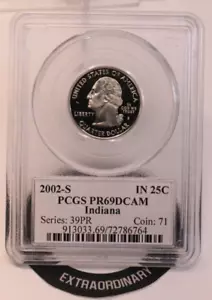 PCGS
UNITED STATES OF AMERICA
LIBERTY
IN GOD WE TRUST
S
QUARTER DOLLAR
2002-S IN 25C
PCGS PR69DCAM
Indiana
Series: 39PR Coin: 71
913033.69/72786764
EXTRAORDINARY